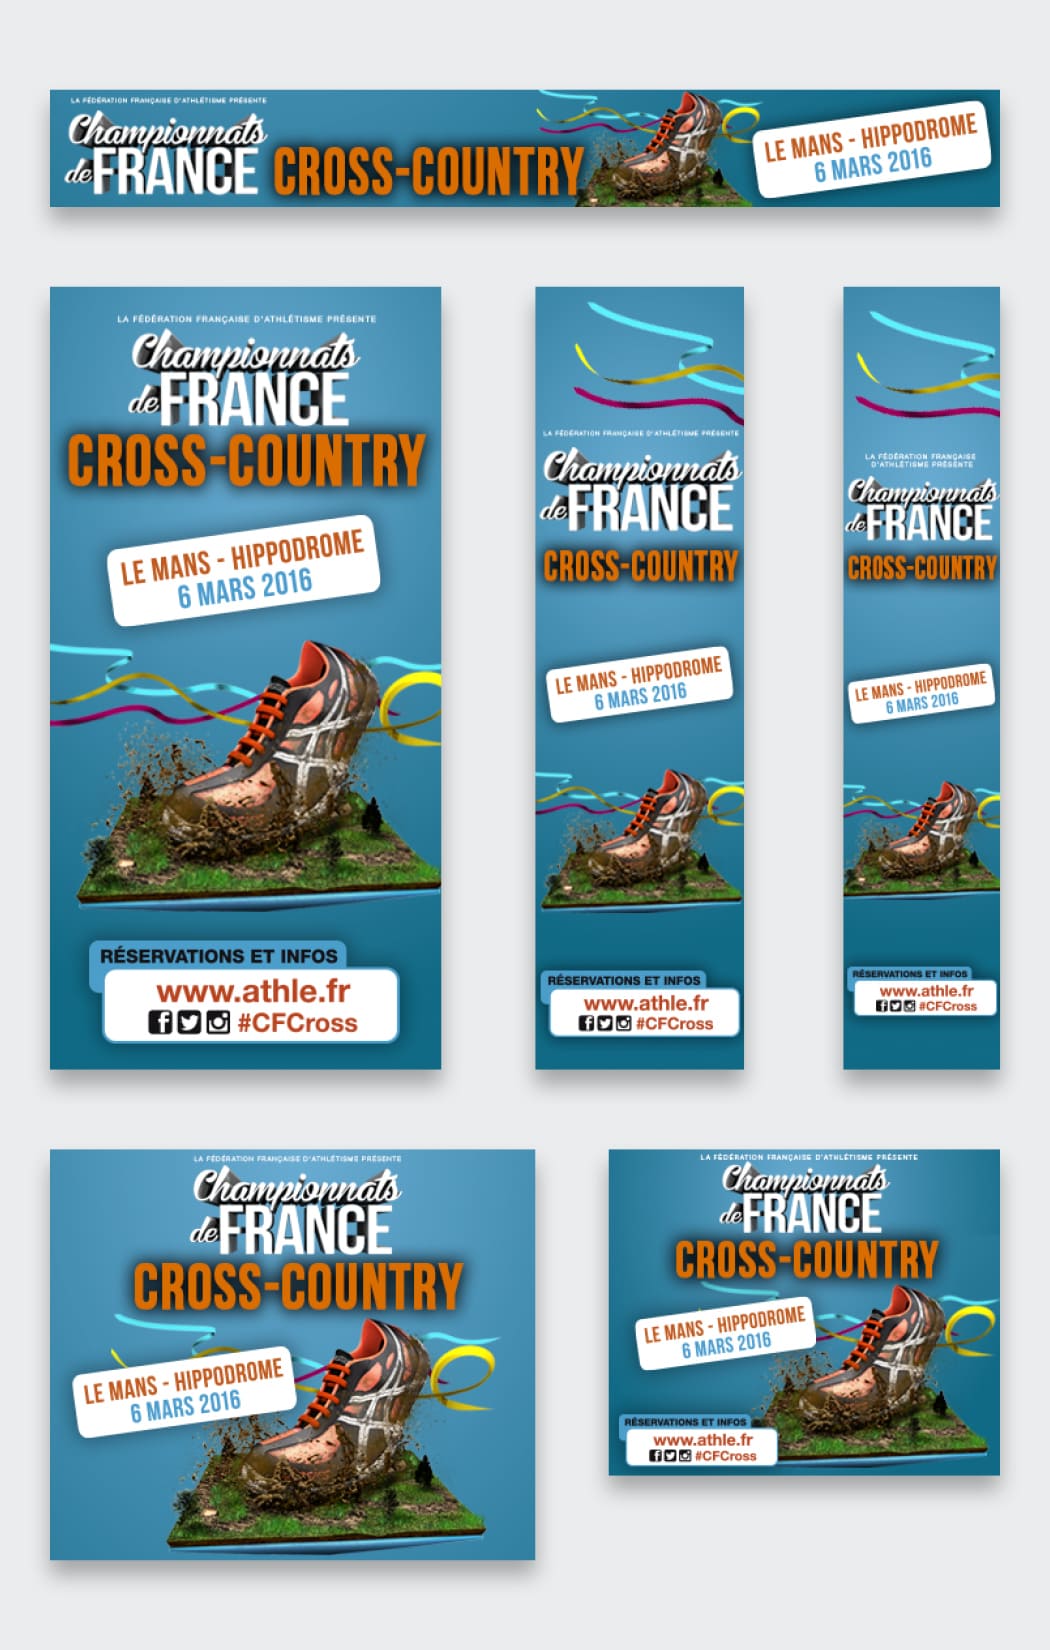 LA FÉDÉRATION FRANÇAISE D'ATHLÉTISME PRÉSENTE
Championnats
de FRANCE
CROSS-COUNTRY
LE MANS - HIPPODROME
6 MARS 2016
LA FÉDÉRATION FRANÇAISE D'ATHLÉTISME PRÉSENTE
Championnats
de FRANCE
CROSS-COUNTRY
LE MANS - HIPPODROME
6 MARS 2016
RÉSERVATIONS ET INFOS
www.athle.fr
#CFCross
LA FÉDÉRATION FRANÇAISE D'ATHLÉTISME PRÉSENTE
Championnats
de FRANCE
CROSS-COUNTRY
LE MANS - HIPPODROME
6 MARS 2016
RÉSERVATIONS ET INFOS
www.athle.fr
#CFCross
LA FÉDÉRATION FRANÇAISE
D'ATHLÉTISME PRÉSENTE
Championnats
de FRANCE
CROSS-COUNTRY
LE MANS - HIPPODROME
6 MARS 2016
RÉSERVATIONS ET INFOS
www.athle.fr
#CFCross
LA FÉDÉRATION FRANÇAISE D'ATHLÉTISME PRÉSENTE
Championnats
de FRANCE
CROSS-COUNTRY
LE MANS - HIPPODROME
6 MARS 2016
LA FÉDÉRATION FRANÇAISE D'ATHLÉTISME PRÉSENTE
Championnats
de FRANCE
CROSS-COUNTRY
LE MANS - HIPPODROME
6 MARS 2016
RÉSERVATIONS ET INFOS
www.athle.fr
#CFCross